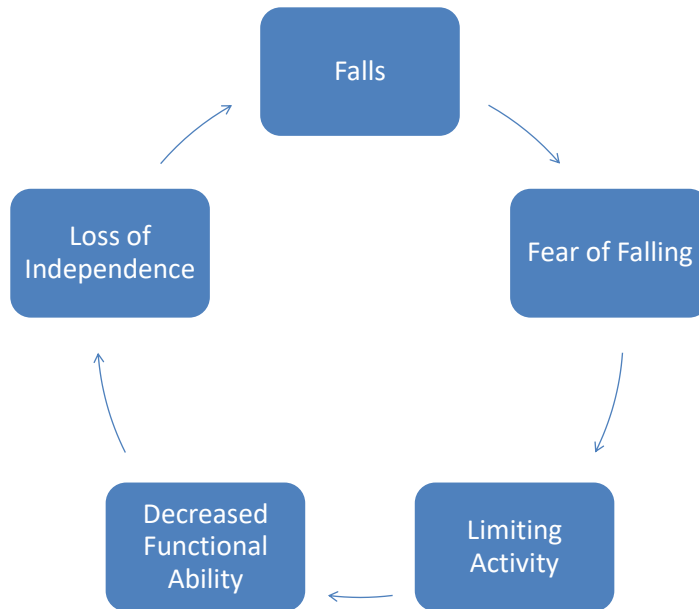 Falls
Fear of Falling
Limiting
Activity
Decreased
Functional
Ability
Loss of
Independence